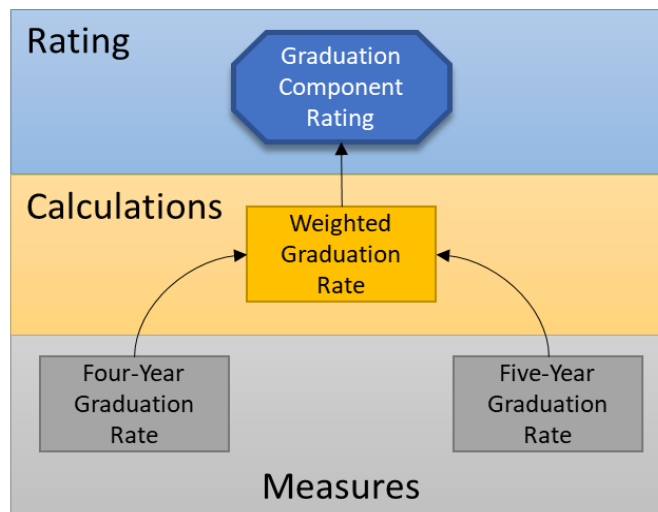 Rating
Graduation
Component
Rating
Calculations
Weighted
Graduation
Rate
Four-Year
Graduation
Rate
Five-Year
Graduation
Rate
Measures